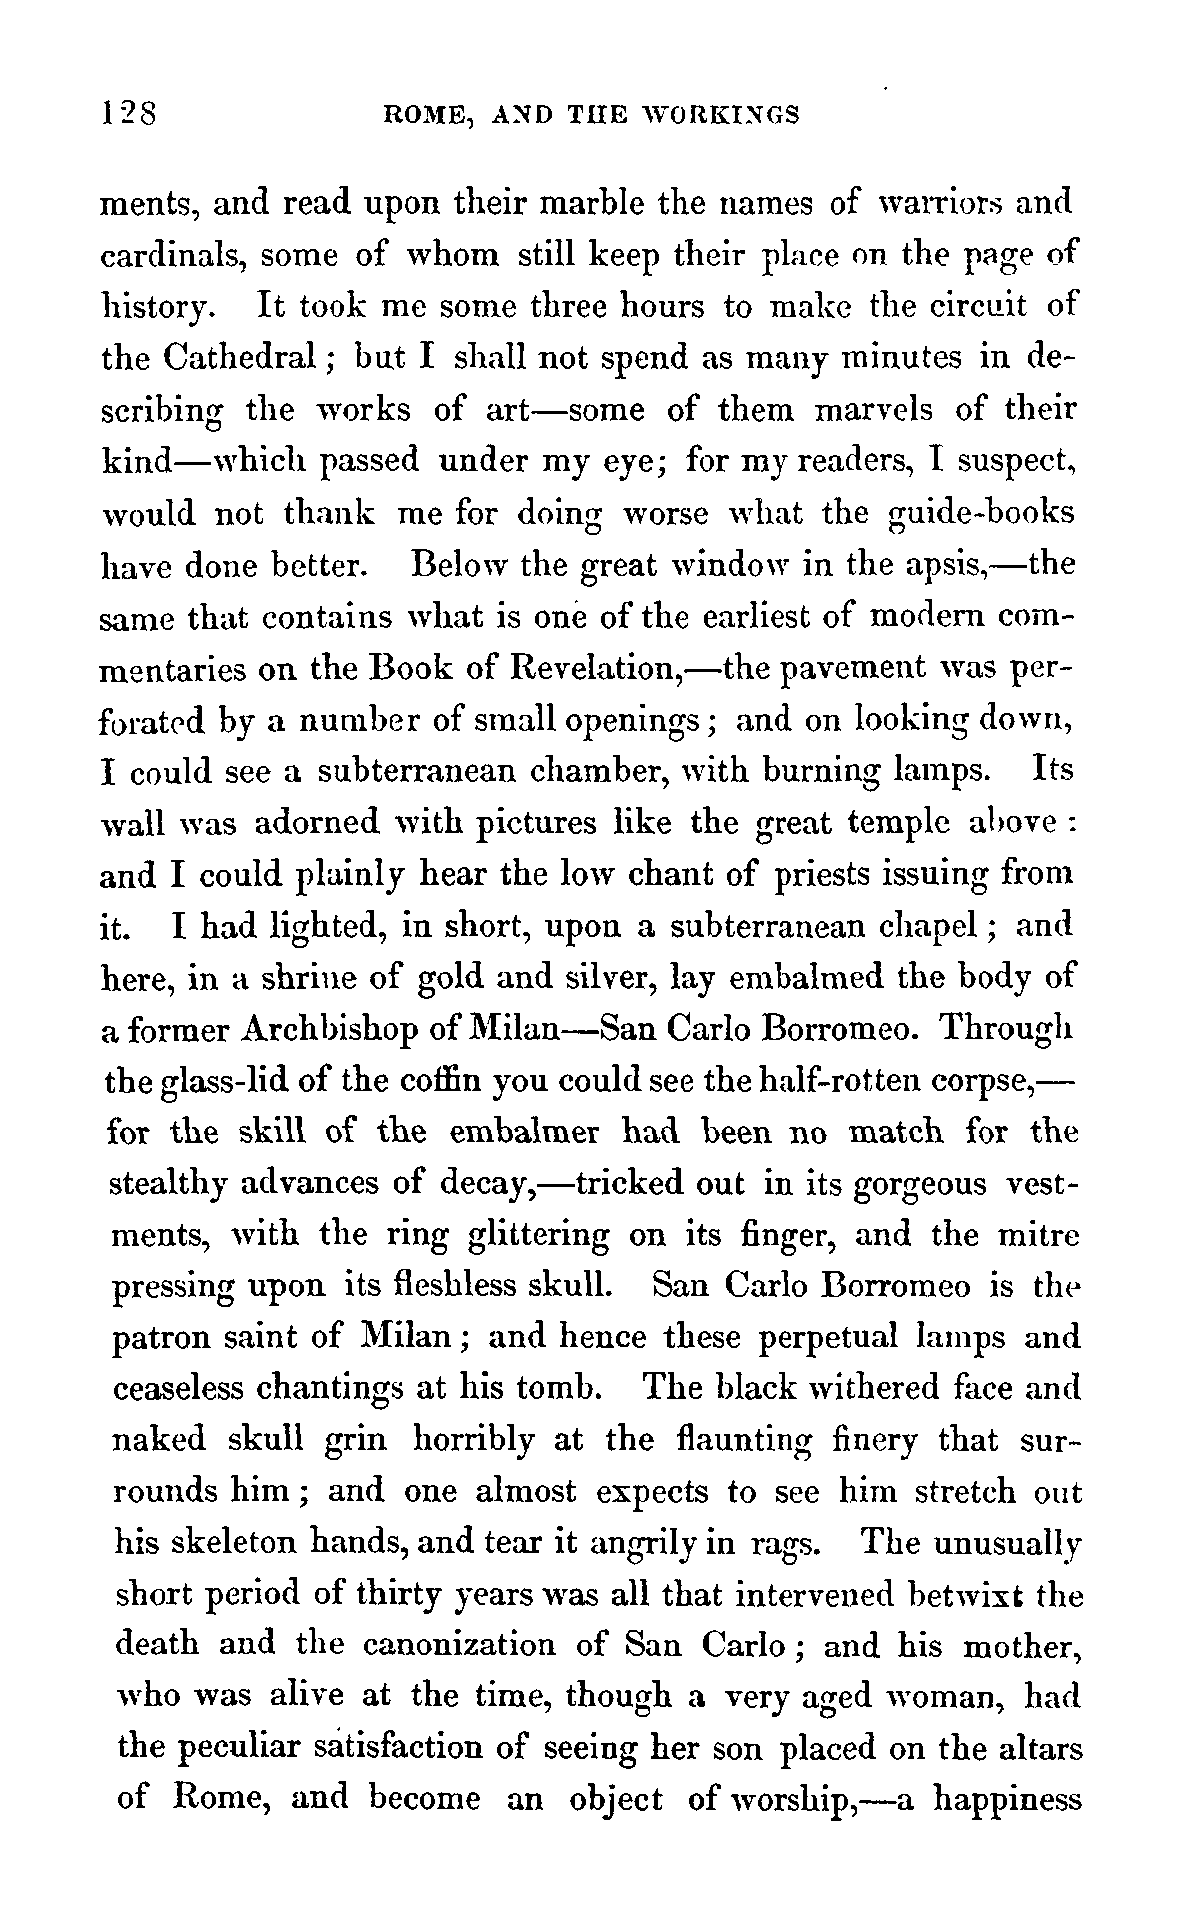 128 ROME, AND THE WORKINGS
ments, and read upon their marble the names of warriors and
cardinals, some of whom still keep their place on the page of
history. It took me some three hours to make the circuit of
the Cathedral; but I shall not spend as many minutes in de-
scribing the works of art—some of them marvels of their
kind—which passed under my eye; for my readers, I suspect,
would not thank me for doing worse what the guide-books
have done better. Below the great window in the apsis,—the
same that contains what is one of the earliest of modern com-
mentaries on the Book of Revelation,—the pavement was per-
forated by a number of small openings; and on looking down,
I could see a subterranean chamber, with burning lamps. Its
wall was adorned with pictures like the great temple above:
and I could plainly hear the low chant of priests issuing from
it. I had lighted, in short, upon a subterranean chapel; and
here, in a shrine of gold and silver, lay embalmed the body of
a former Archbishop of Milan—San Carlo Borromeo. Through
the glass-lid of the coffin you could see the half-rotten corpse,—
for the skill of the embalmer had been no match for the
stealthy advances of decay,—tricked out in its gorgeous vest-
ments, with the ring glittering on its finger, and the mitre
pressing upon its fleshless skull. San Carlo Borromeo is the
patron saint of Milan; and hence these perpetual lamps and
ceaseless chantings at his tomb. The black withered face and
naked skull grin horribly at the flaunting finery that sur-
rounds him; and one almost expects to see him stretch out
his skeleton hands, and tear it angrily in rags. The unusually
short period of thirty years was all that intervened betwixt the
death and the canonization of San Carlo; and his mother,
who was alive at the time, though a very aged woman, had
the peculiar satisfaction of seeing her son placed on the altars
of Rome, and become an object of worship,—a happiness